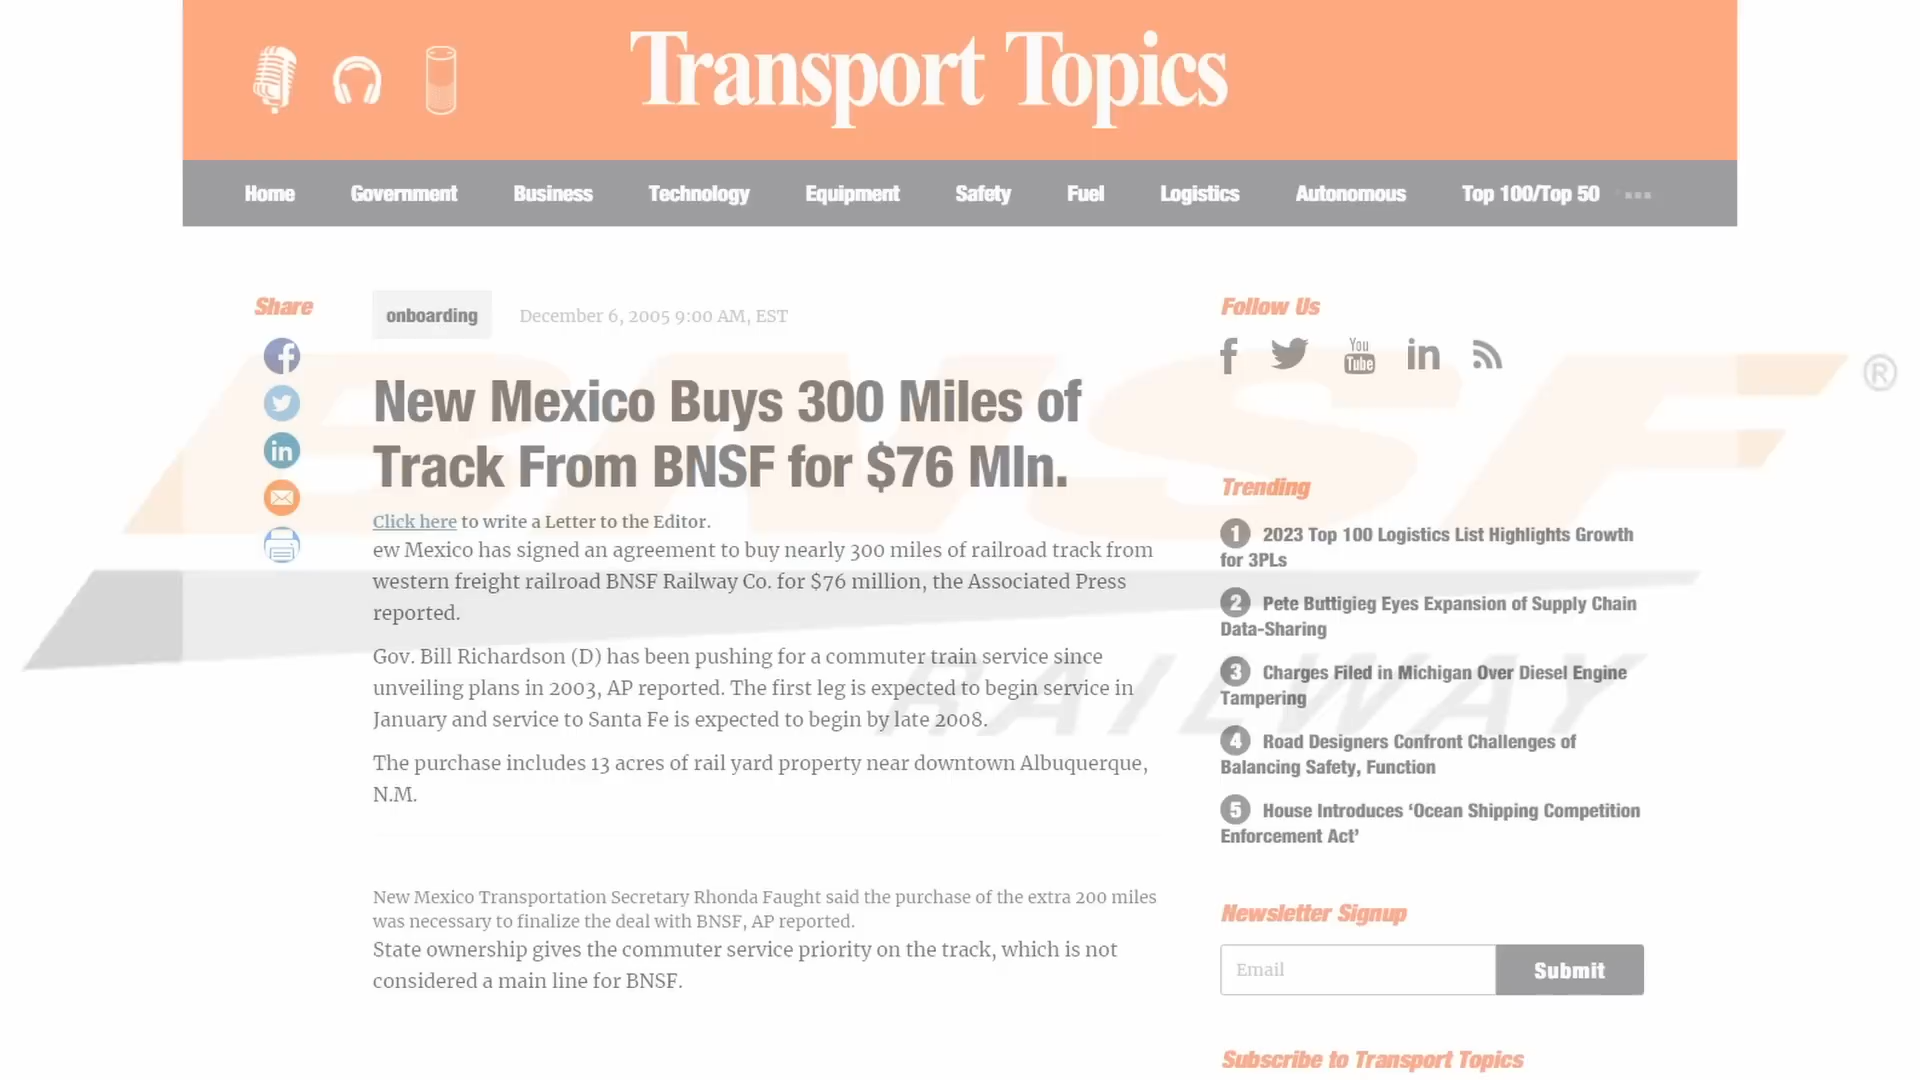 Transport Topics
Home Government Business Technology Equipment Safety Fuel Logistics Autonomous Top 100/Top 50 ...
Share
onboarding December 6, 2005 9:00 AM, EST
New Mexico Buys 300 Miles of
Track From BNSF for $76 Mln.
Click here to write a Letter to the Editor.
ew Mexico has signed an agreement to buy nearly 300 miles of railroad track from
western freight railroad BNSF Railway Co. for $76 million, the Associated Press
reported.
Gov. Bill Richardson (D) has been pushing for a commuter train service since
unveiling plans in 2003, AP reported. The first leg is expected to begin service in
January and service to Santa Fe is expected to begin by late 2008.
The purchase includes 13 acres of rail yard property near downtown Albuquerque,
N.M.
New Mexico Transportation Secretary Rhonda Faught said the purchase of the extra 200 miles
was necessary to finalize the deal with BNSF, AP reported.
State ownership gives the commuter service priority on the track, which is not
considered a main line for BNSF.
Follow Us
You
Tube
in
Trending
1 2023 Top 100 Logistics List Highlights Growth
for 3PLs
2 Pete Buttigieg Eyes Expansion of Supply Chain
Data-Sharing
3 Charges Filed in Michigan Over Diesel Engine
Tampering
4 Road Designers Confront Challenges of
Balancing Safety, Function
5 House Introduces ‘Ocean Shipping Competition
Enforcement Act’
Newsletter Signup
Email Submit
Subscribe to Transport Topics
BNSF ®
RAILWAY